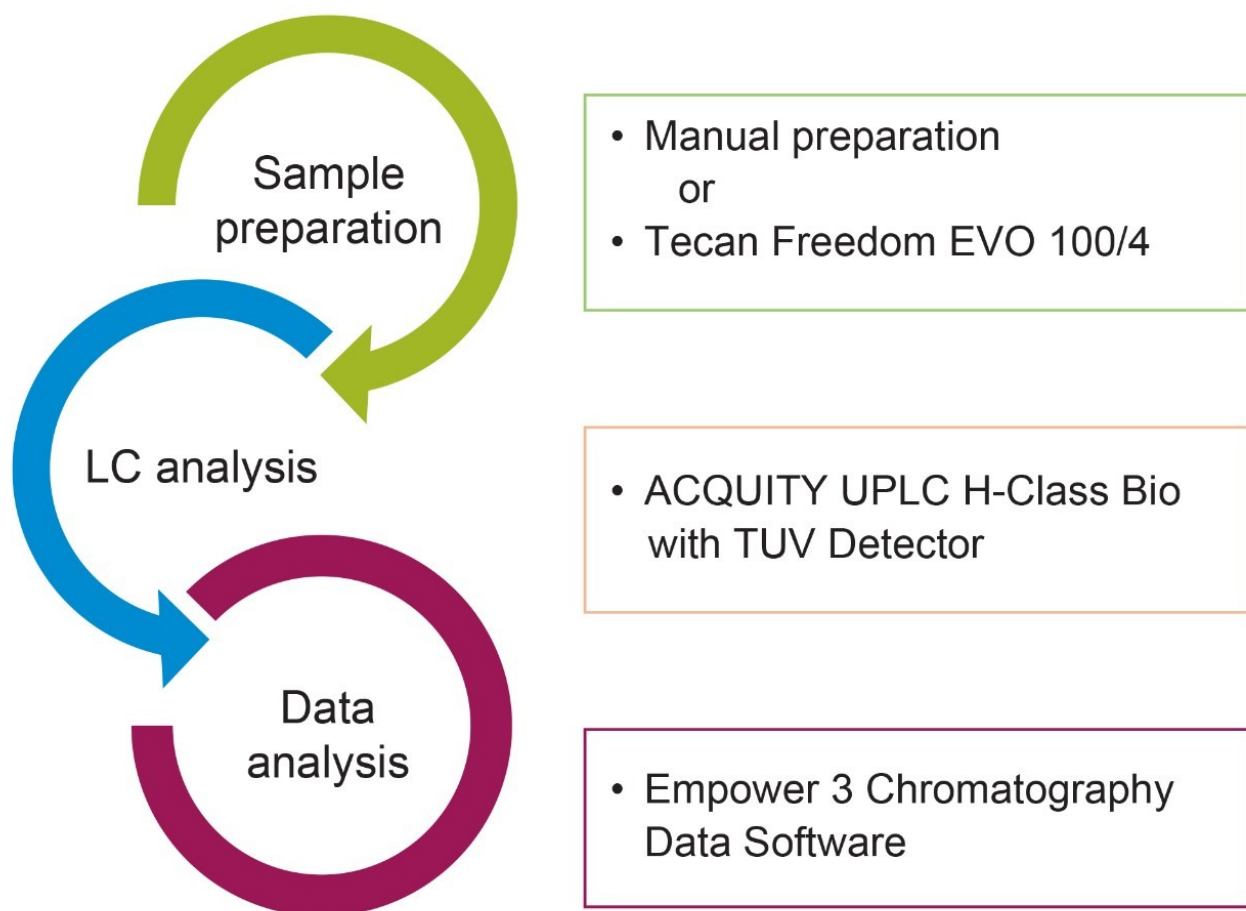 Sample
preparation
• Manual preparation
or
• Tecan Freedom EVO 100/4
LC analysis
• ACQUITY UPLC H-Class Bio
with TUV Detector
Data
analysis
• Empower 3 Chromatography
Data Software